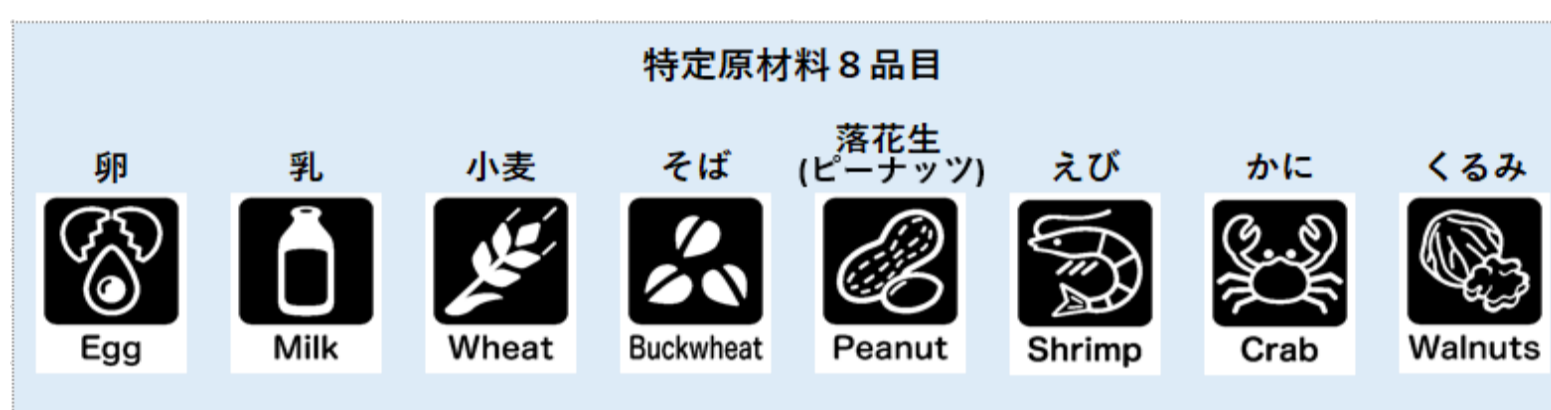 特定原材料８品目
卵
乳
小麦
そば
落花生
(ピーナッツ)
えび
かに
くるみ
Egg
Milk
Wheat
Buckwheat
Peanut
Shrimp
Crab
Walnuts